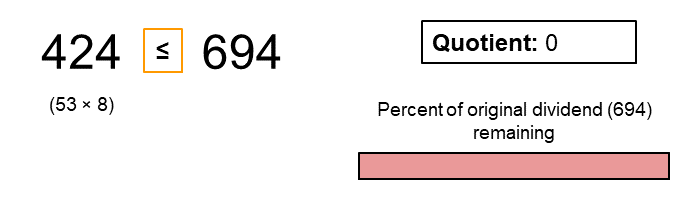 424 ≤ 694
(53 × 8)
Quotient: 0
Percent of original dividend (694)
remaining